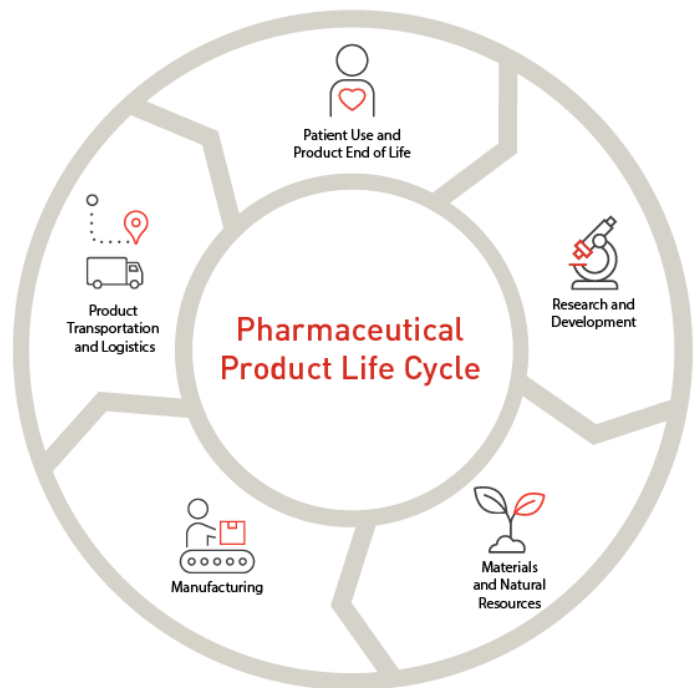 Patient Use and
Product End of Life
Research and
Development
Materials
and Natural
Resources
Manufacturing
Product
Transportation
and Logistics
Pharmaceutical
Product Life Cycle